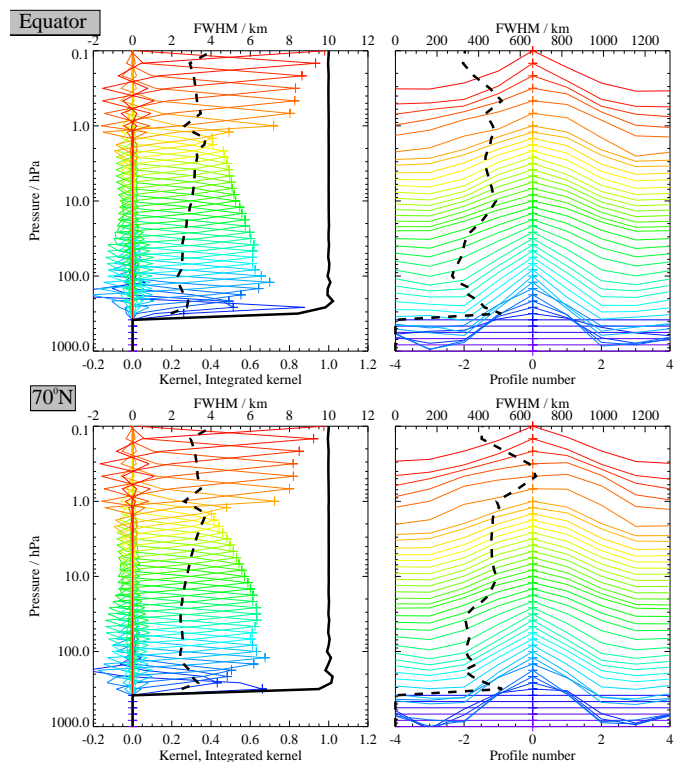 Equator
FWHM / km
-2 0 2 4 6 8 10 12
FWHM / km
0 200 400 600 800 1000 1200
0.1
1.0
10.0
100.0
1000.0
Pressure / hPa
-0.2 0.0 0.2 0.4 0.6 0.8 1.0 1.2
Kernel, Integrated kernel
-4 -2 0 2 4
Profile number
70⁰N
FWHM / km
-2 0 2 4 6 8 10 12
FWHM / km
0 200 400 600 800 1000 1200
0.1
1.0
10.0
100.0
1000.0
Pressure / hPa
-0.2 0.0 0.2 0.4 0.6 0.8 1.0 1.2
Kernel, Integrated kernel
-4 -2 0 2 4
Profile number